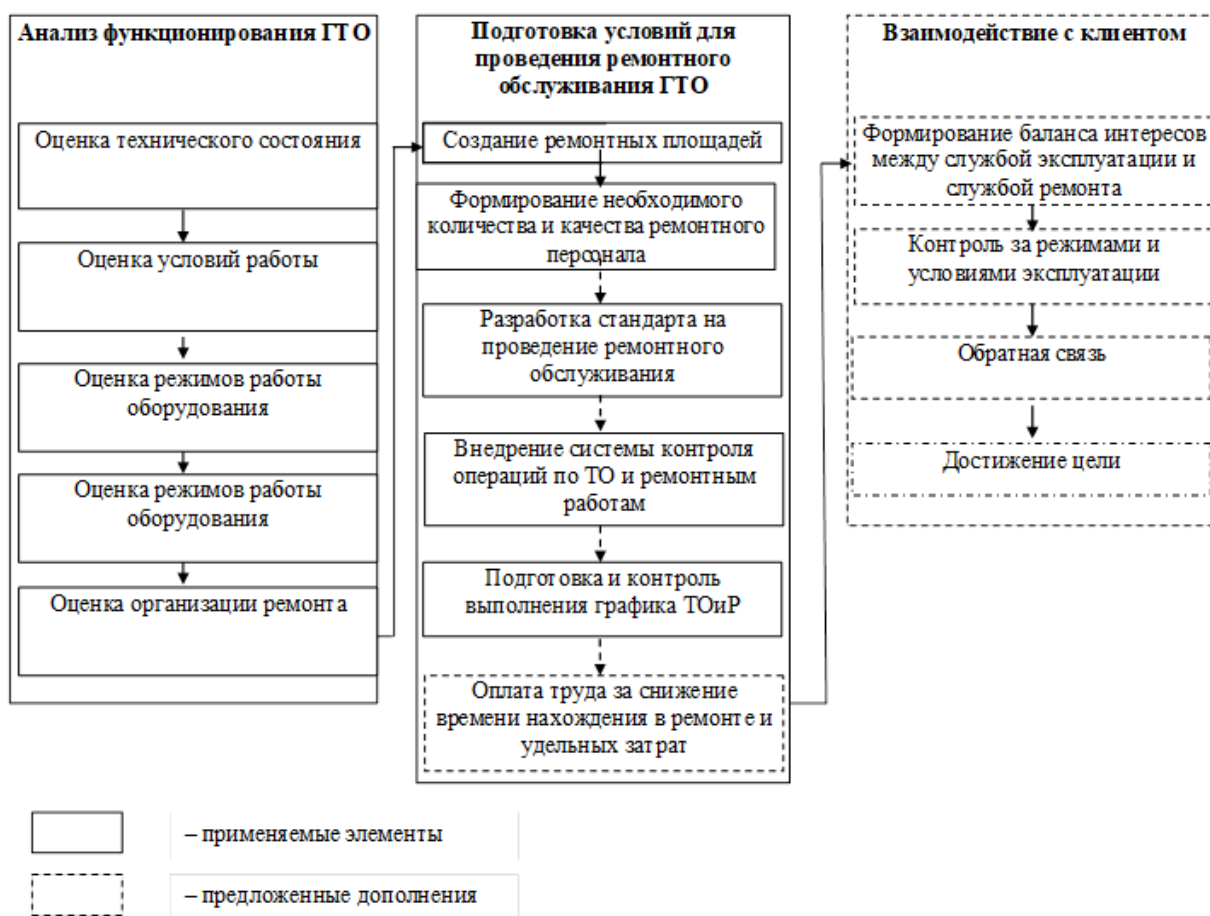 Анализ функционирования ГТО
Оценка технического состояния
Оценка условий работы
Оценка режимов работы
оборудования
Оценка режимов работы
оборудования
Оценка организации ремонта
Подготовка условий для
проведения ремонтного
обслуживания ГТО
Создание ремонтных площадей
Формирование необходимого
количества и качества ремонтного
персонала
Разработка стандарта на
проведение ремонтного
обслуживания
Внедрение системы контроля
операций по ТО и ремонтным
работам
Подготовка и контроль
выполнения графика ТОиР
Оплата труда за снижение
времени нахождения в ремонте и
удельных затрат
Взаимодействие с клиентом
Формирование баланса интересов
между службой эксплуатации и
службой ремонта
Контроль за режимами и
условиями эксплуатации
Обратная связь
Достижение цели
– применяемые элементы
– предложенные дополнения